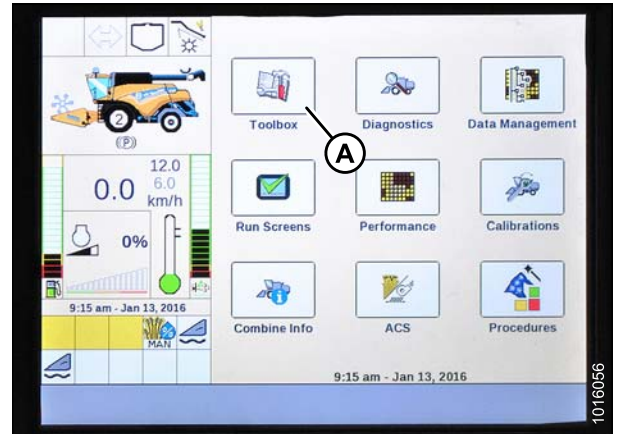 2
(P)
12.0
6.0
0.0 km/h
0%
9:15 am - Jan 13, 2016
MAN
Toolbox
Diagnostics
Data Management
A
Run Screens
Performance
Calibrations
Combine Info
ACS
Procedures
9:15 am - Jan 13, 2016
1016056